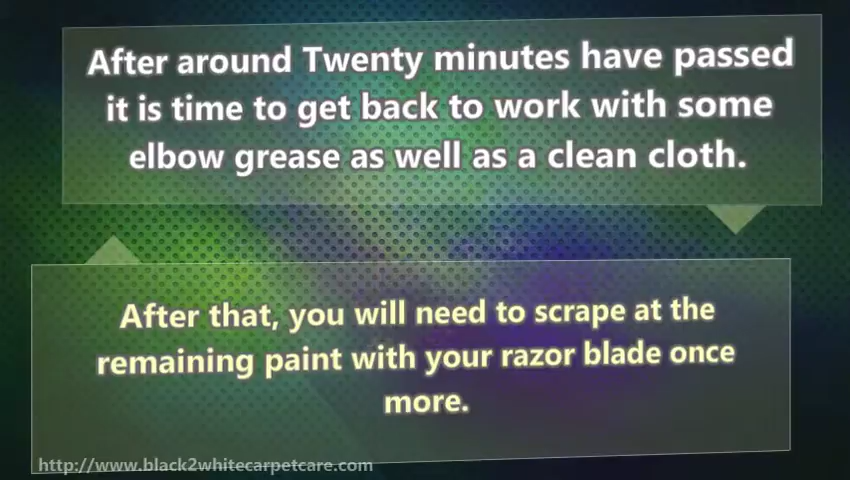 After around Twenty minutes have passed
it is time to get back to work with some
elbow grease as well as a clean cloth.
After that, you will need to scrape at the
remaining paint with your razor blade once
more.
http://www.black2whitecarpetcare.com